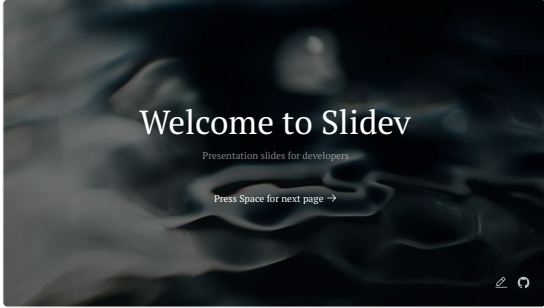 Welcome to Slidev
Presentation slides for developers
Press Space for next page →